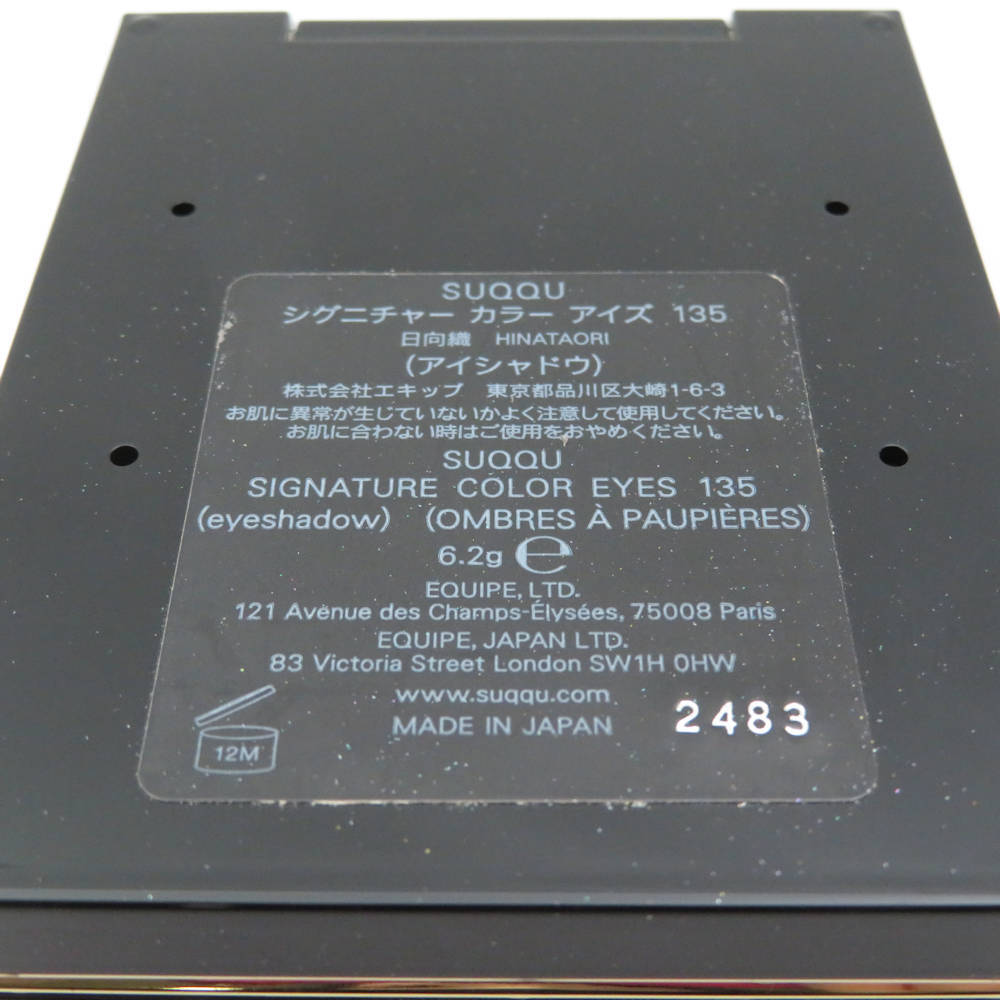 SUQQU
シグニチャー カラー アイズ 135
日向織 HINATAORI
(アイシャドウ)
株式会社エキップ 東京都品川区大崎1-6-3
お肌に異常が生じていないかよく注意して使用してください。
お肌に合わない時はご使用をおやめください。
SUQQU
SIGNATURE COLOR EYES 135
(eyeshadow) (OMBRES À PAUPIÈRES)
6.2g ℮
EQUIPE, LTD.
121 Avenue des Champs-Élysées, 75008 Paris
EQUIPE, JAPAN LTD.
83 Victoria Street London SW1H 0HW
www.suqqu.com
MADE IN JAPAN 2483
12M